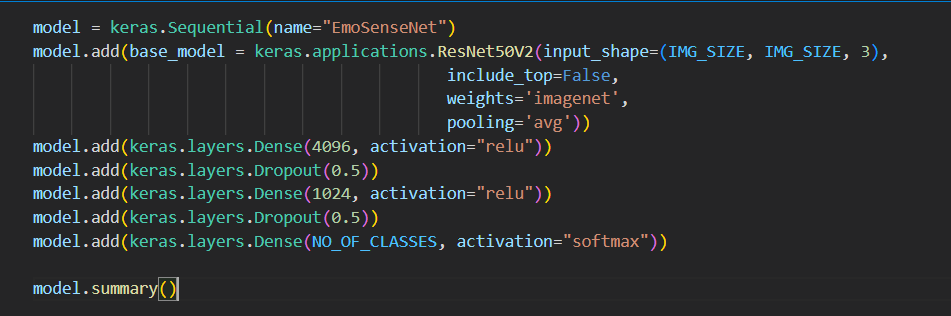 model = keras.Sequential(name="EmoSenseNet")
model.add(base_model = keras.applications.ResNet50V2(input_shape=(IMG_SIZE, IMG_SIZE, 3),
include_top=False,
weights='imagenet',
pooling='avg'))
model.add(keras.layers.Dense(4096, activation="relu"))
model.add(keras.layers.Dropout(0.5))
model.add(keras.layers.Dense(1024, activation="relu"))
model.add(keras.layers.Dropout(0.5))
model.add(keras.layers.Dense(NO_OF_CLASSES, activation="softmax"))
model.summary()